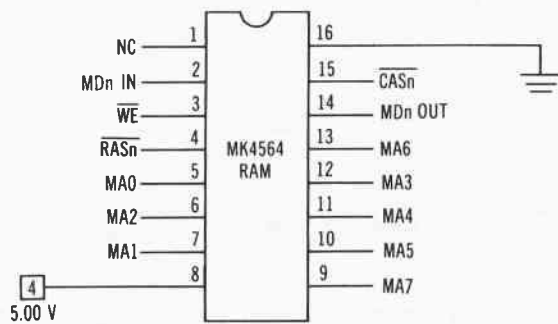 NC 1 16
MDn IN 2 15 CASn
WE 3 14 MDn OUT
RASn 4 13 MA6
MK4564
RAM
MA0 5 12 MA3
MA2 6 11 MA4
MA1 7 10 MA5
4 8 9 MA7
5.00 V